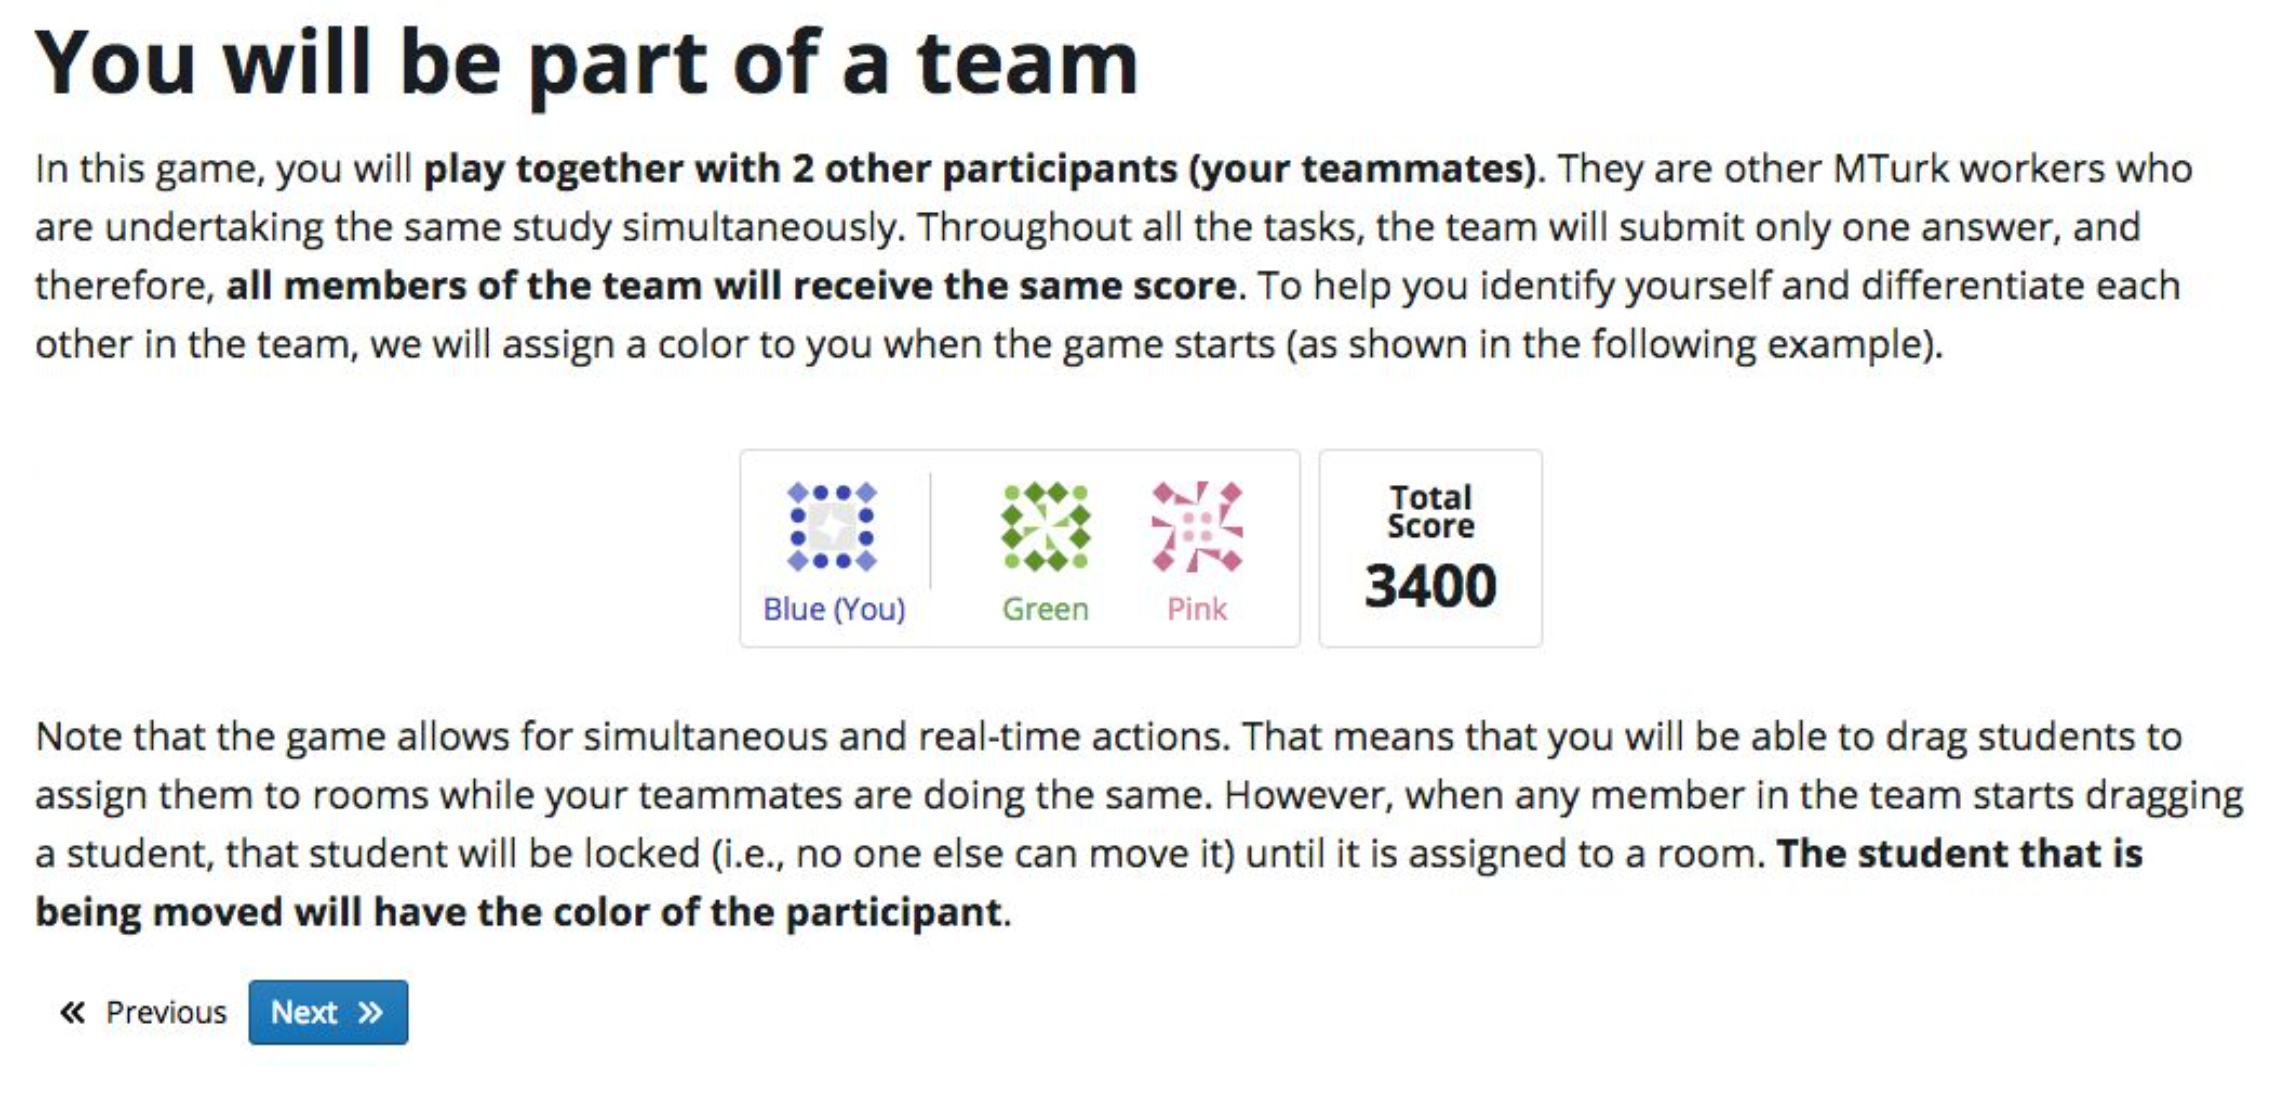 You will be part of a team
In this game, you will play together with 2 other participants (your teammates). They are other MTurk workers who
are undertaking the same study simultaneously. Throughout all the tasks, the team will submit only one answer, and
therefore, all members of the team will receive the same score. To help you identify yourself and differentiate each
other in the team, we will assign a color to you when the game starts (as shown in the following example).
Blue (You)
Green
Pink
Total
Score
3400
Note that the game allows for simultaneous and real-time actions. That means that you will be able to drag students to
assign them to rooms while your teammates are doing the same. However, when any member in the team starts dragging
a student, that student will be locked (i.e., no one else can move it) until it is assigned to a room. The student that is
being moved will have the color of the participant.
« Previous
Next »